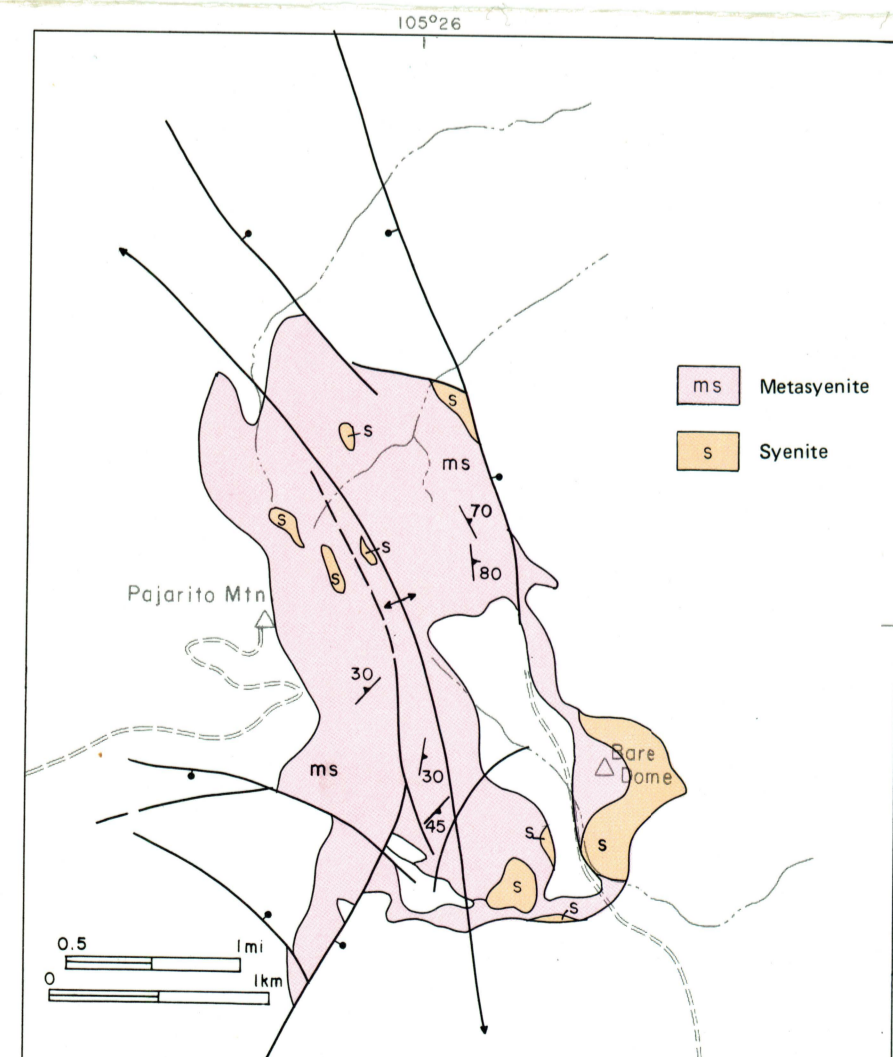 105°26
s
s
ms
ms Metasyenite
s Syenite
70
s
s
s
80
Pajarito Mtn
30
ms
30
Bare
Dome
45
s
s
s
s
0.5 1mi
0 1km